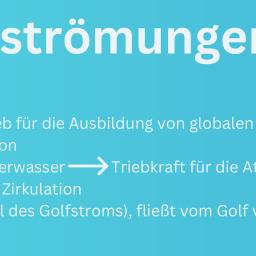 strömungen
eb für die Ausbildung von globalen
on
erwasser → Triebkraft für die At
Zirkulation
l des Golfstroms), fließt vom Golf v